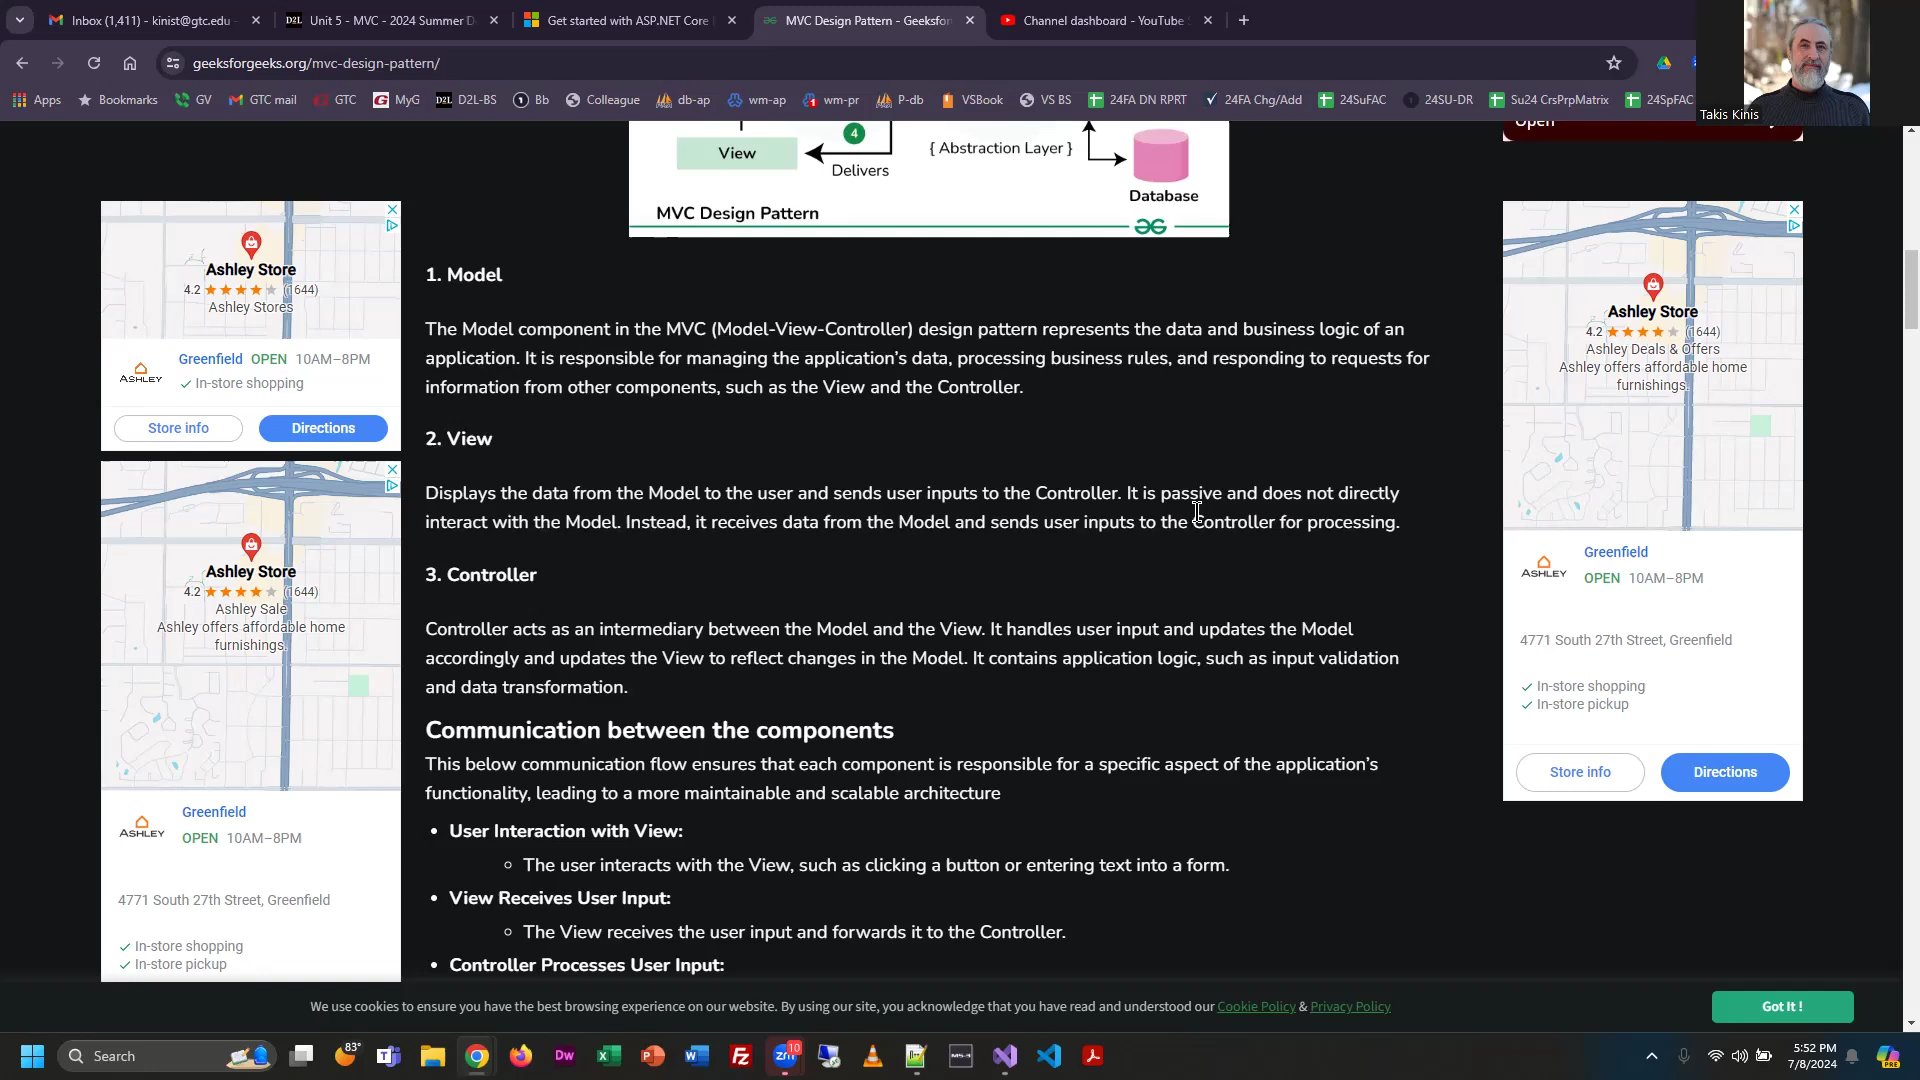 Inbox (1,411) - kinist@gtc.edu
Unit 5 - MVC - 2024 Summer D
Get started with ASP.NET Core
MVC Design Pattern - Geeksfor
Channel dashboard - YouTube
geeksforgeeks.org/mvc-design-pattern/
Apps
Bookmarks
GV
GTC mail
GTC
MyG
D2L-BS
Bb
Colleague
db-ap
wm-ap
wm-pr
P-db
VSBook
VS BS
24FA DN RPRT
24FA Chg/Add
24SuFAC
24SU-DR
Su24 CrsPrpMatrix
24SpFAC
Takis Kinis
Open
View
4
Delivers
{ Abstraction Layer }
Database
MVC Design Pattern
Ashley Store
4.2 ★★★★★ (1644)
Ashley Stores
ASHLEY
Greenfield OPEN 10AM–8PM
✓ In-store shopping
Store info
Directions
Ashley Store
4.2 ★★★★★ (1644)
Ashley Sale
Ashley offers affordable home
furnishings.
ASHLEY
Greenfield
OPEN 10AM–8PM
4771 South 27th Street, Greenfield
✓ In-store shopping
✓ In-store pickup
1. Model
The Model component in the MVC (Model-View-Controller) design pattern represents the data and business logic of an
application. It is responsible for managing the application's data, processing business rules, and responding to requests for
information from other components, such as the View and the Controller.
2. View
Displays the data from the Model to the user and sends user inputs to the Controller. It is passive and does not directly
interact with the Model. Instead, it receives data from the Model and sends user inputs to the Controller for processing.
3. Controller
Controller acts as an intermediary between the Model and the View. It handles user input and updates the Model
accordingly and updates the View to reflect changes in the Model. It contains application logic, such as input validation
and data transformation.
Communication between the components
This below communication flow ensures that each component is responsible for a specific aspect of the application's
functionality, leading to a more maintainable and scalable architecture
• User Interaction with View:
◦ The user interacts with the View, such as clicking a button or entering text into a form.
• View Receives User Input:
◦ The View receives the user input and forwards it to the Controller.
• Controller Processes User Input:
Ashley Store
4.2 ★★★★★ (1644)
Ashley Deals & Offers
Ashley offers affordable home
furnishings.
ASHLEY
Greenfield
OPEN 10AM–8PM
4771 South 27th Street, Greenfield
✓ In-store shopping
✓ In-store pickup
Store info
Directions
We use cookies to ensure you have the best browsing experience on our website. By using our site, you acknowledge that you have read and understood our Cookie Policy & Privacy Policy
Got It !
Search
83°
Dw
10
zm
5:52 PM
7/8/2024
PRE